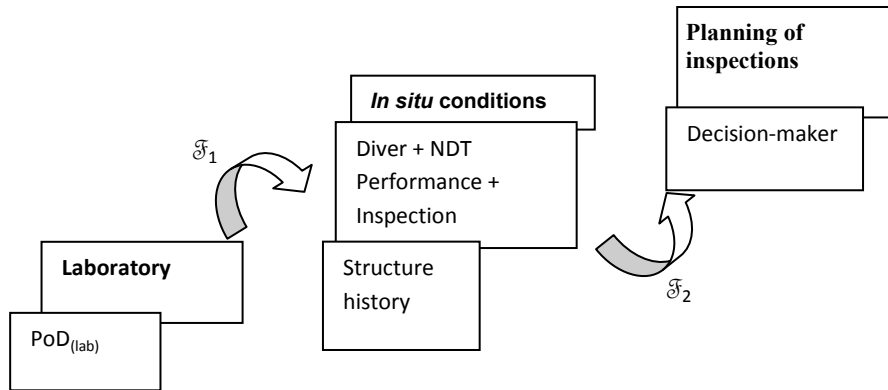 Planning of
inspections
Decision-maker
In situ conditions
Diver + NDT
Performance +
Inspection
Structure
history
ℱ₁
Laboratory
PoD(lab)
ℱ₂